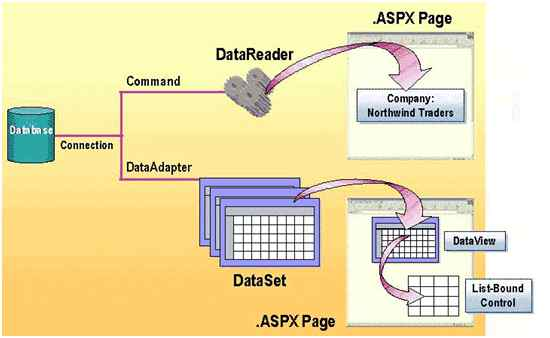 .ASPX Page
DataReader
Command
Company:
Northwind Traders
Database
Connection
DataAdapter
DataView
DataSet
List-Bound
Control
.ASPX Page